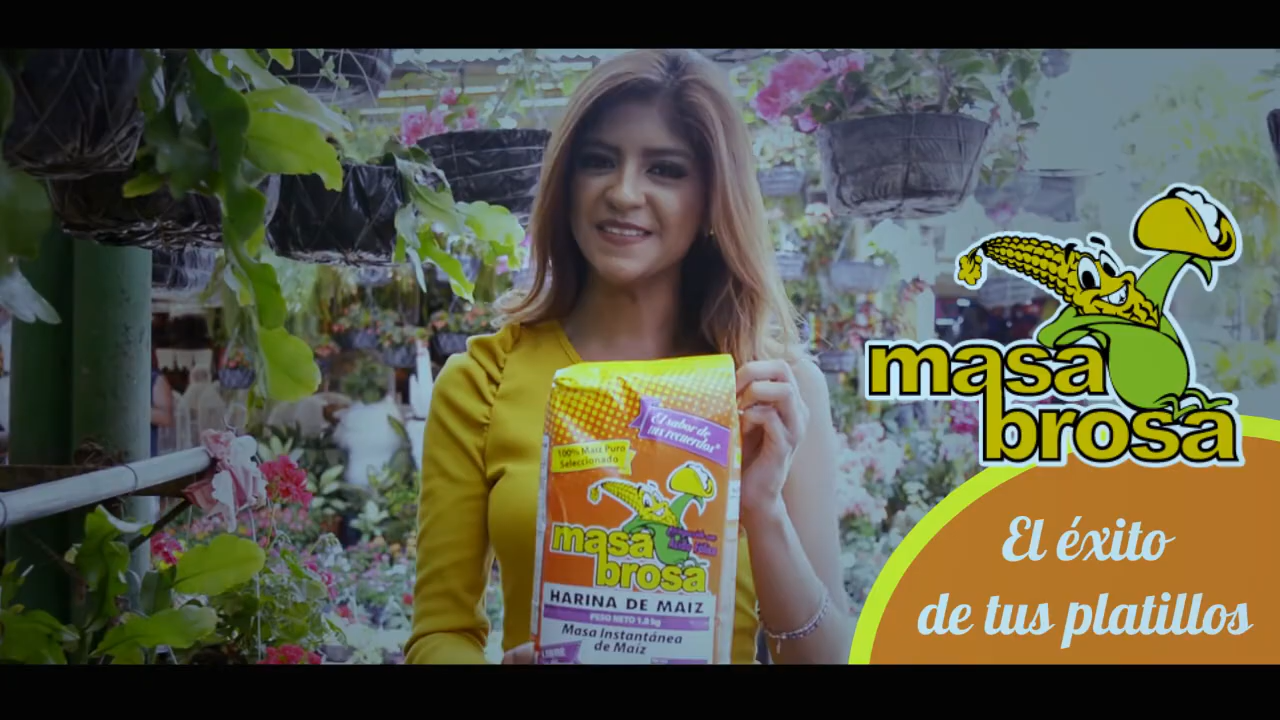 El sabor de
tus recuerdos®
100% Maíz Puro
Seleccionado
masa
brosa
HARINA DE MAIZ
PESO NETO 1.8 kg
Masa Instantánea
de Maíz
masa
brosa
El éxito
de tus platillos